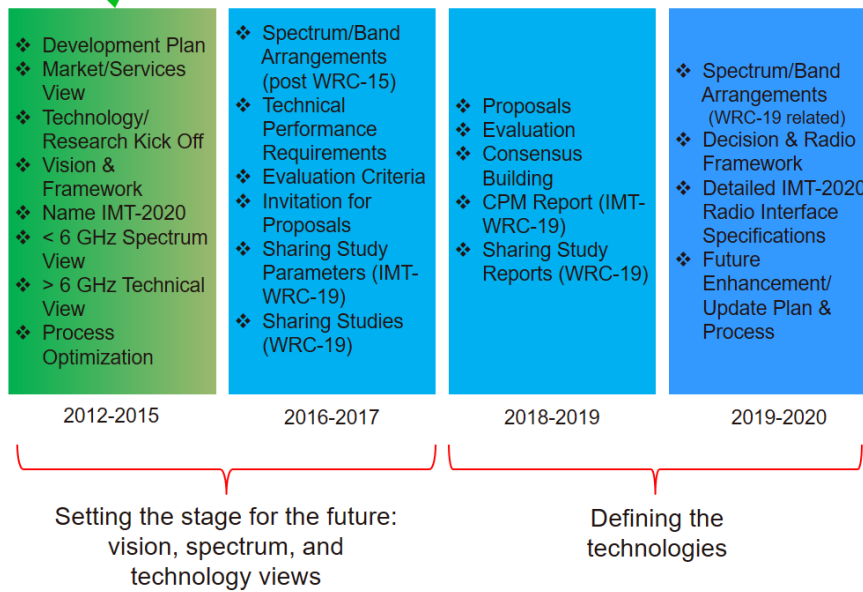 ❖ Development Plan
❖ Market/Services
View
❖ Technology/
Research Kick Off
❖ Vision &
Framework
❖ Name IMT-2020
❖ < 6 GHz Spectrum
View
❖ > 6 GHz Technical
View
❖ Process
Optimization
2012-2015
❖ Spectrum/Band
Arrangements
(post WRC-15)
❖ Technical
Performance
Requirements
❖ Evaluation Criteria
❖ Invitation for
Proposals
❖ Sharing Study
Parameters (IMT-
WRC-19)
❖ Sharing Studies
(WRC-19)
2016-2017
❖ Proposals
❖ Evaluation
❖ Consensus
Building
❖ CPM Report (IMT-
WRC-19)
❖ Sharing Study
Reports (WRC-19)
2018-2019
❖ Spectrum/Band
Arrangements
(WRC-19 related)
❖ Decision & Radio
Framework
❖ Detailed IMT-2020
Radio Interface
Specifications
❖ Future
Enhancement/
Update Plan &
Process
2019-2020
Setting the stage for the future:
vision, spectrum, and
technology views
Defining the
technologies